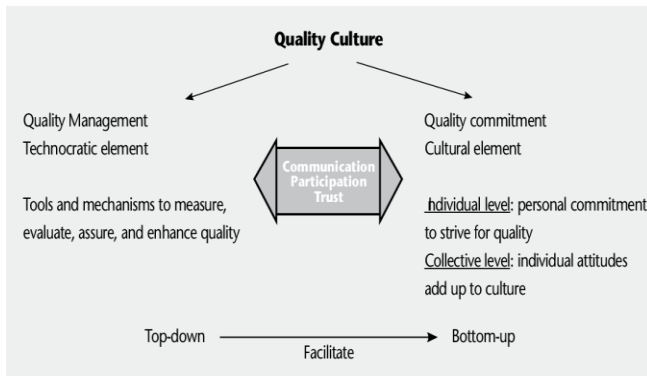 Quality Culture
Quality Management
Technocratic element
Tools and mechanisms to measure,
evaluate, assure, and enhance quality
Communication
Participation
Trust
Quality commitment
Cultural element
Individual level: personal commitment
to strive for quality
Collective level: individual attitudes
add up to culture
Top-down
Facilitate
Bottom-up